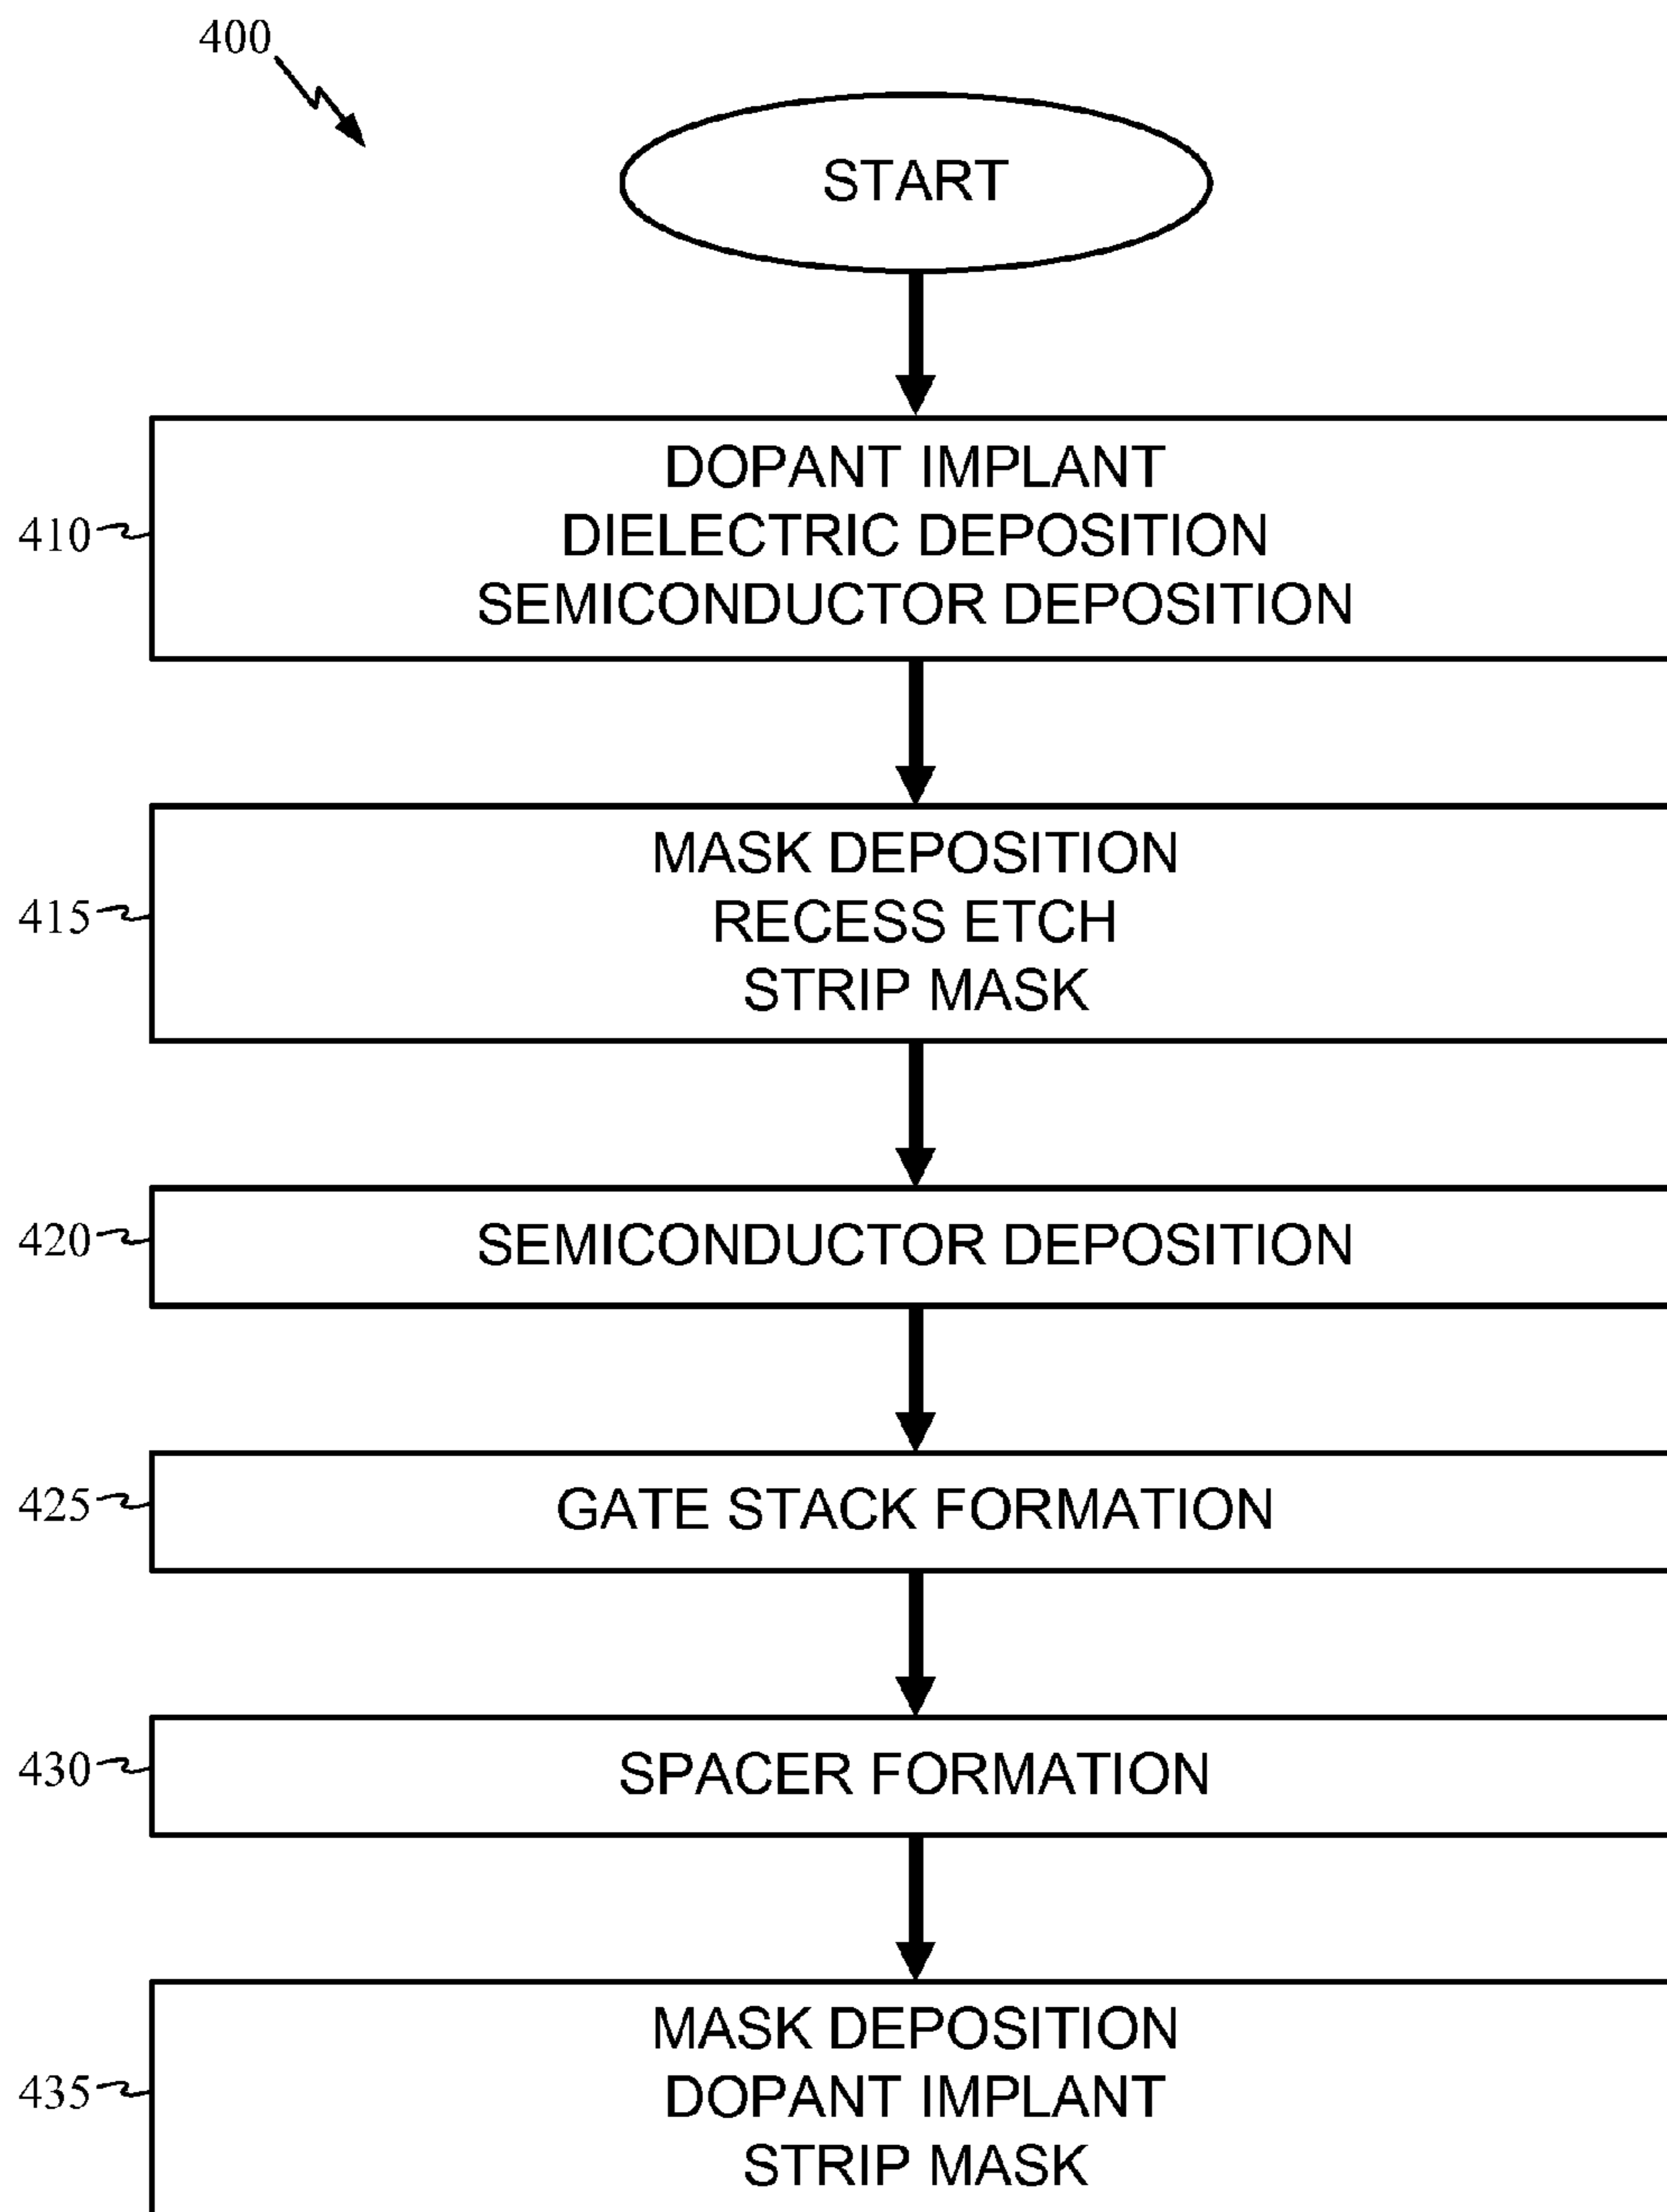 400
START
410
DOPANT IMPLANT
DIELECTRIC DEPOSITION
SEMICONDUCTOR DEPOSITION
415
MASK DEPOSITION
RECESS ETCH
STRIP MASK
420
SEMICONDUCTOR DEPOSITION
425
GATE STACK FORMATION
430
SPACER FORMATION
435
MASK DEPOSITION
DOPANT IMPLANT
STRIP MASK